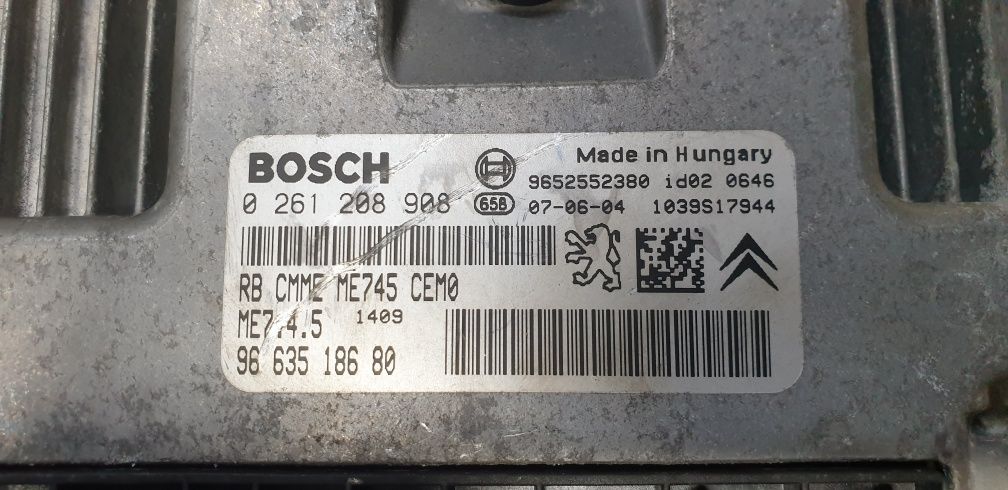 BOSCH
Made in Hungary
0 261 208 908
9652552380 id02 0646
65B
07-06-04 1039S17944
RB CMME ME745 CEM0
ME7.4.5 1409
96 635 186 80